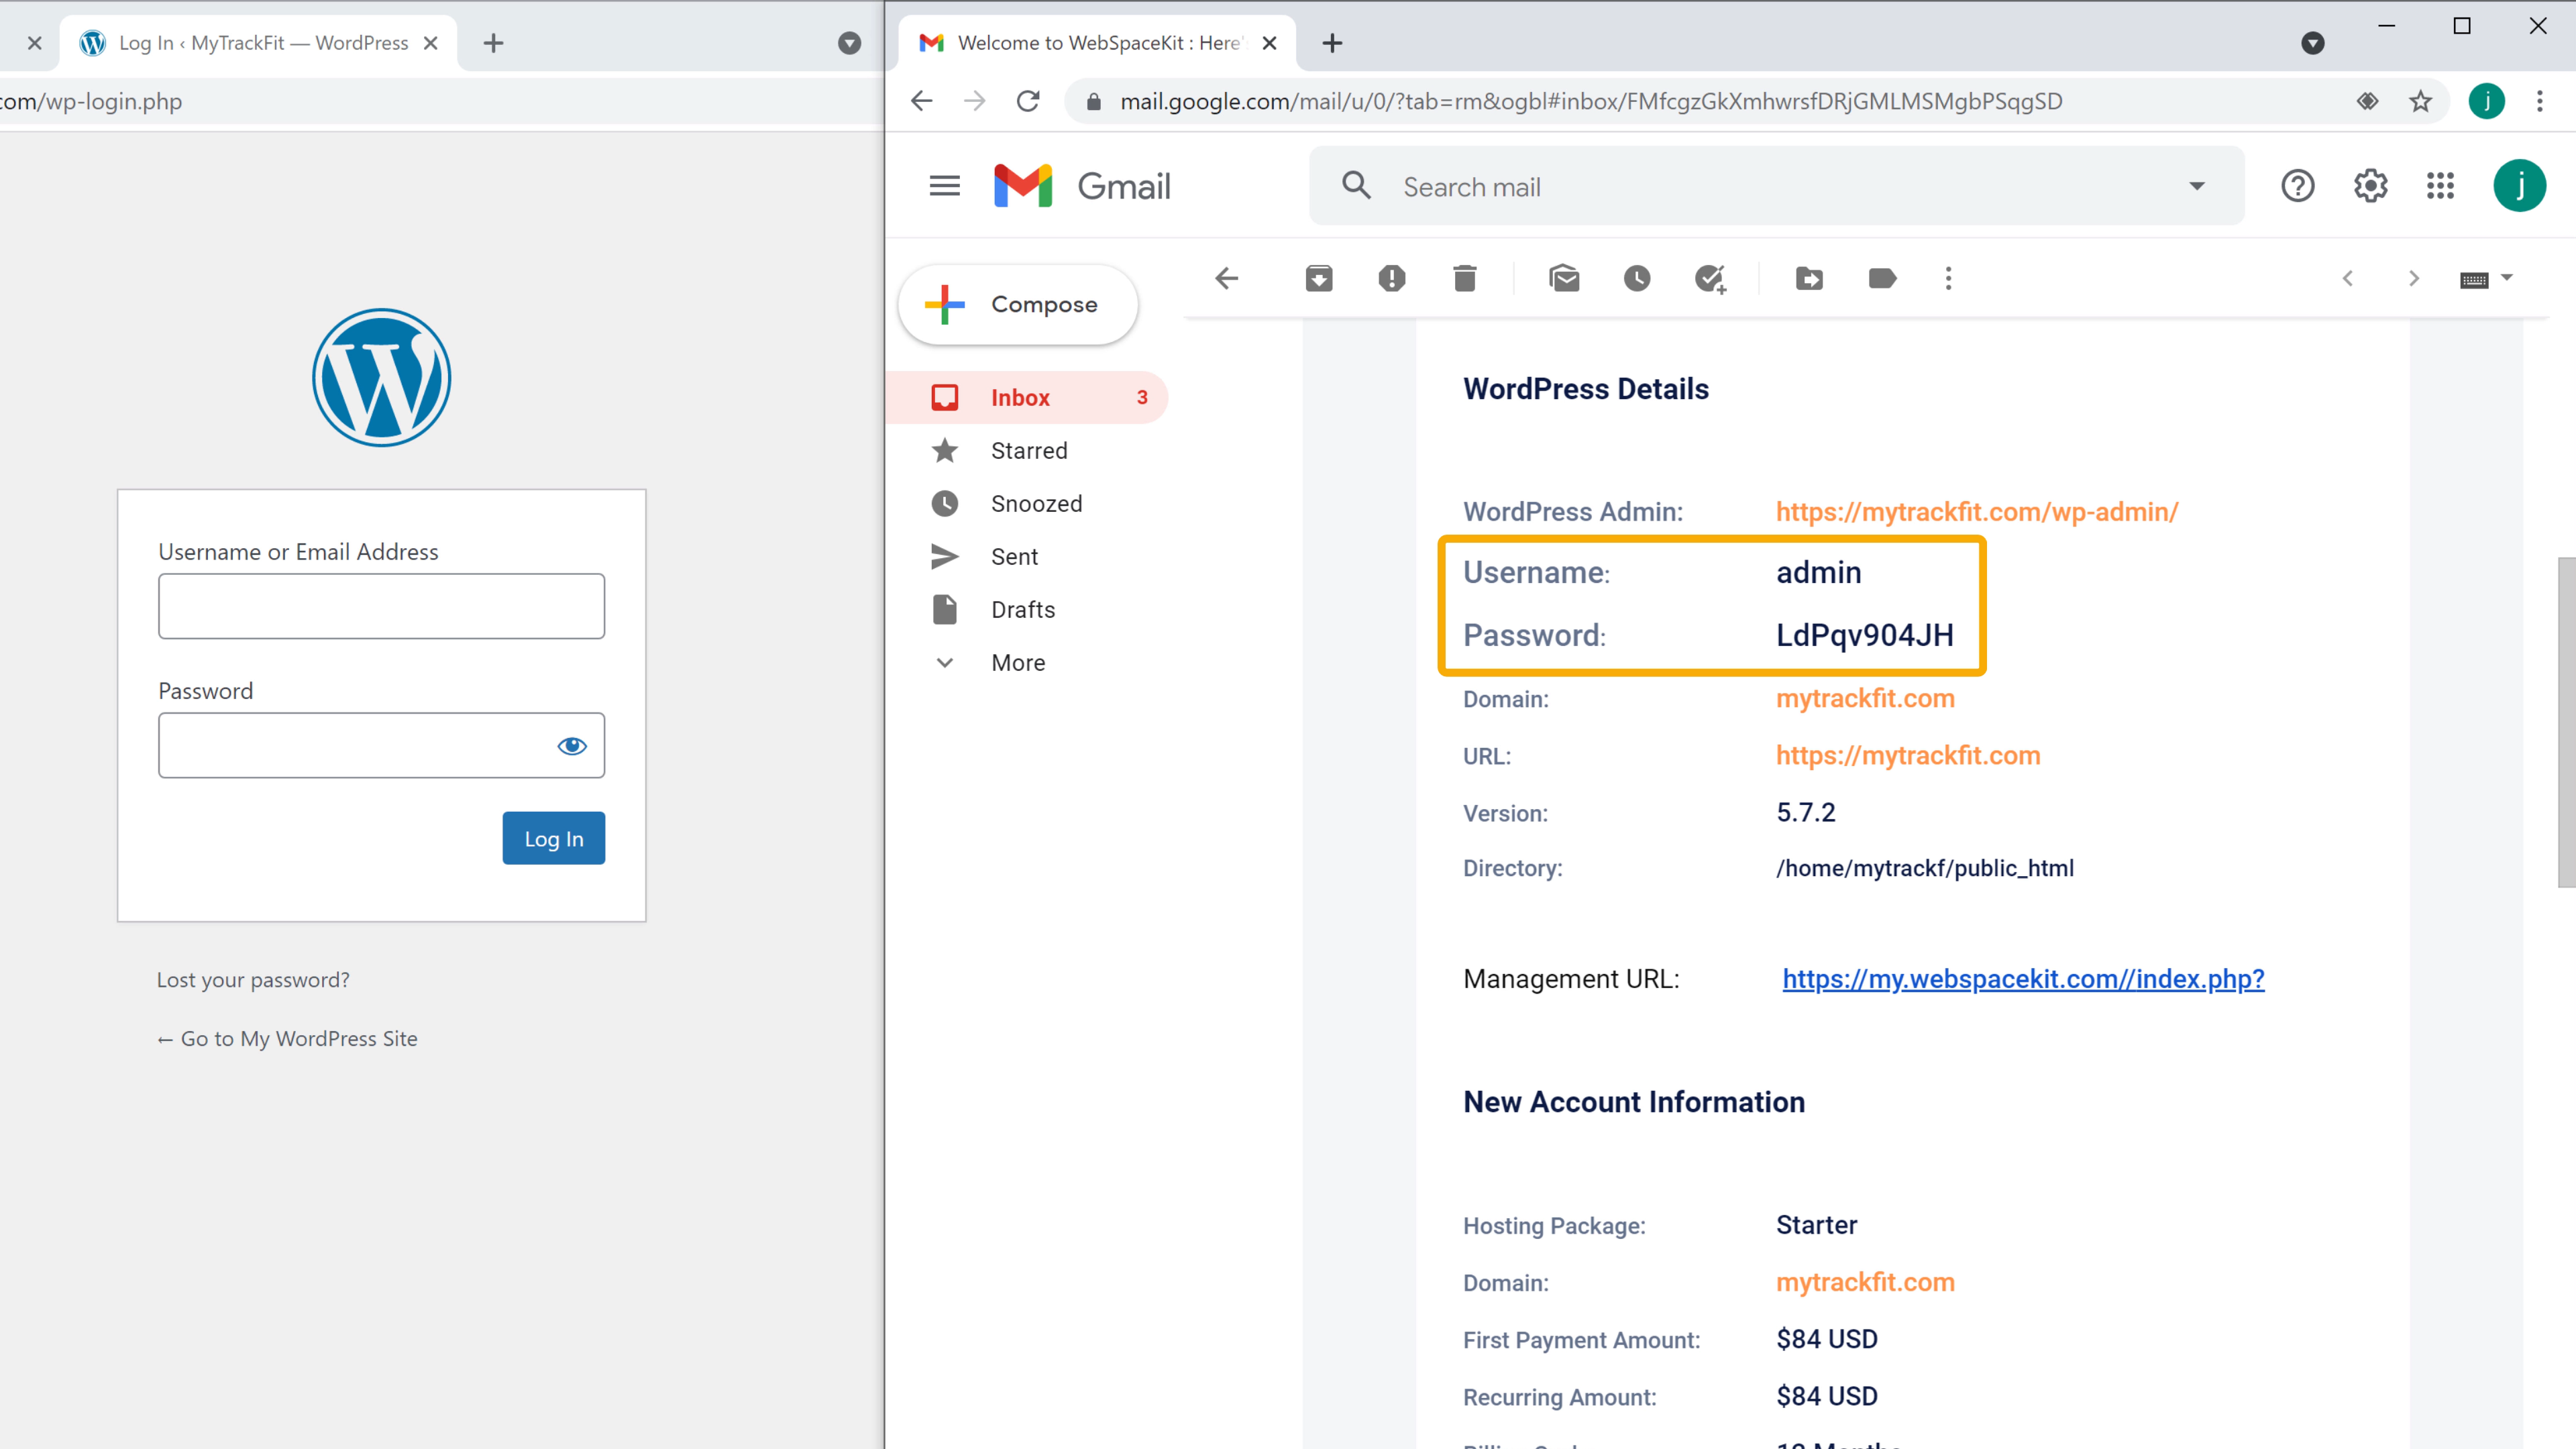 Log In ‹ MyTrackFit — WordPress
com/wp-login.php
Username or Email Address
Password
Log In
Lost your password?
← Go to My WordPress Site
Welcome to WebSpaceKit : Here'
mail.google.com/mail/u/0/?tab=rm&ogbl#inbox/FMfcgzGkXmhwrsfDRjGMLMSMgbPSqgSD
j
Gmail
Search mail
j
Compose
Inbox 3
Starred
Snoozed
Sent
Drafts
More
WordPress Details
WordPress Admin: https://mytrackfit.com/wp-admin/
Username: admin
Password: LdPqv904JH
Domain: mytrackfit.com
URL: https://mytrackfit.com
Version: 5.7.2
Directory: /home/mytrackf/public_html
Management URL: https://my.webspacekit.com//index.php?
New Account Information
Hosting Package: Starter
Domain: mytrackfit.com
First Payment Amount: $84 USD
Recurring Amount: $84 USD